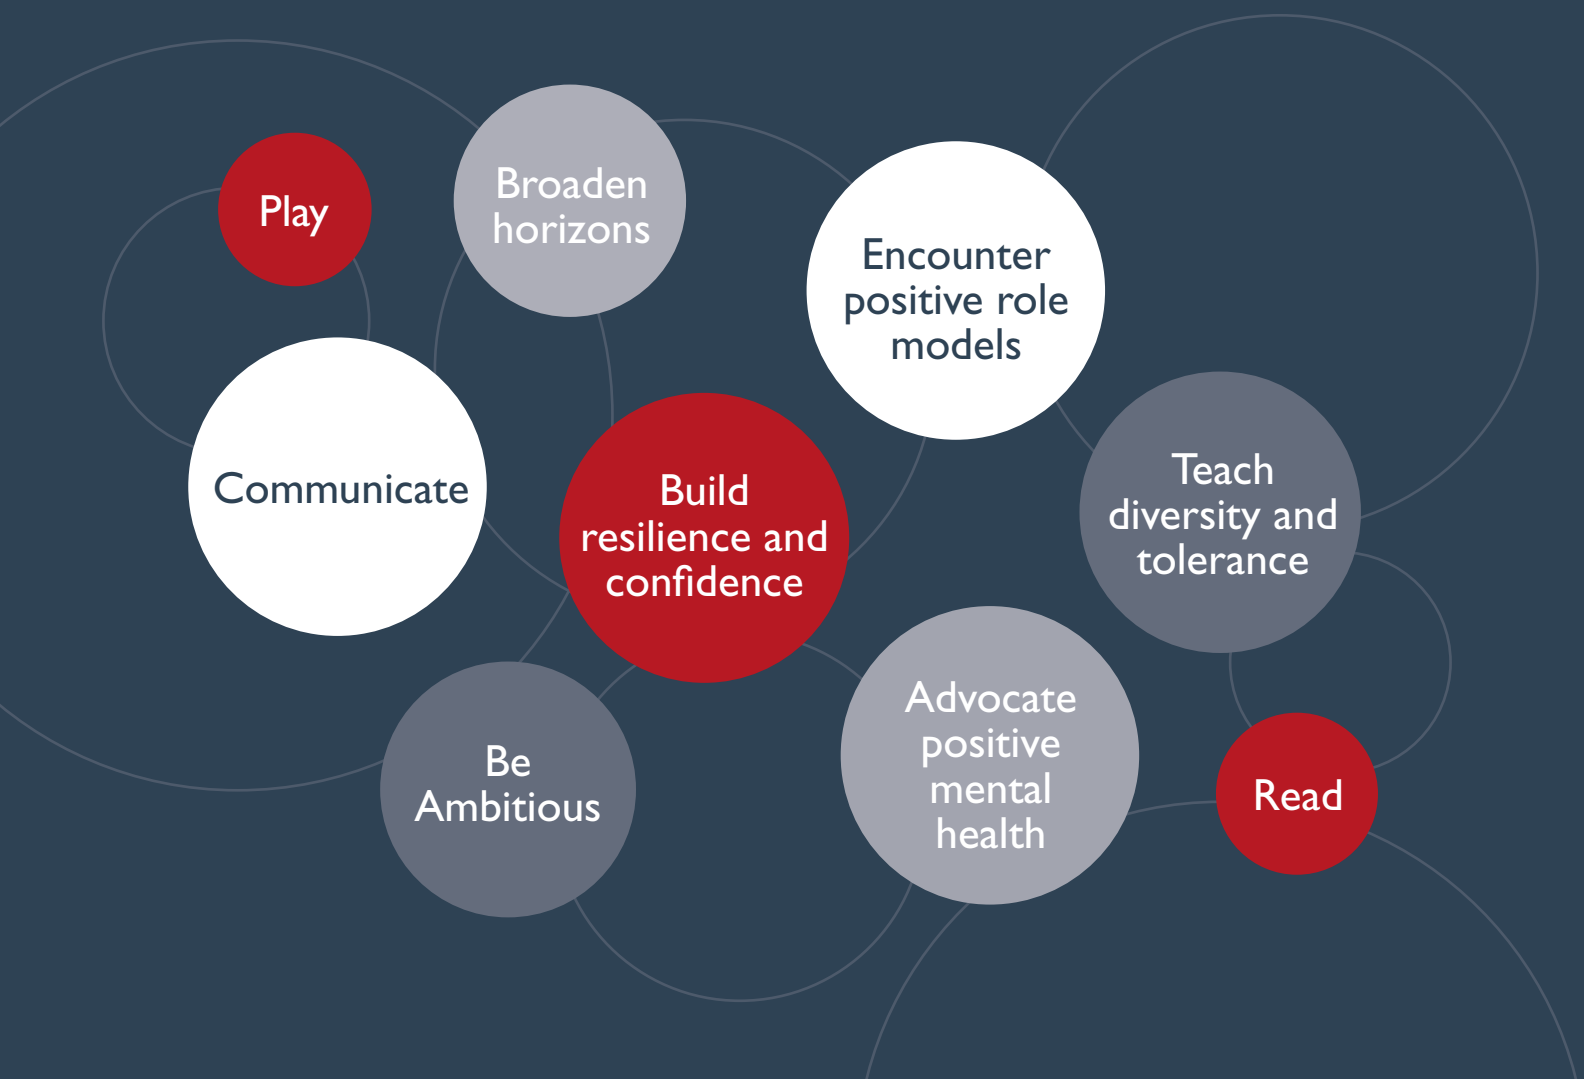 Play
Broaden
horizons
Encounter
positive role
models
Communicate
Build
resilience and
confidence
Teach
diversity and
tolerance
Be
Ambitious
Advocate
positive
mental
health
Read